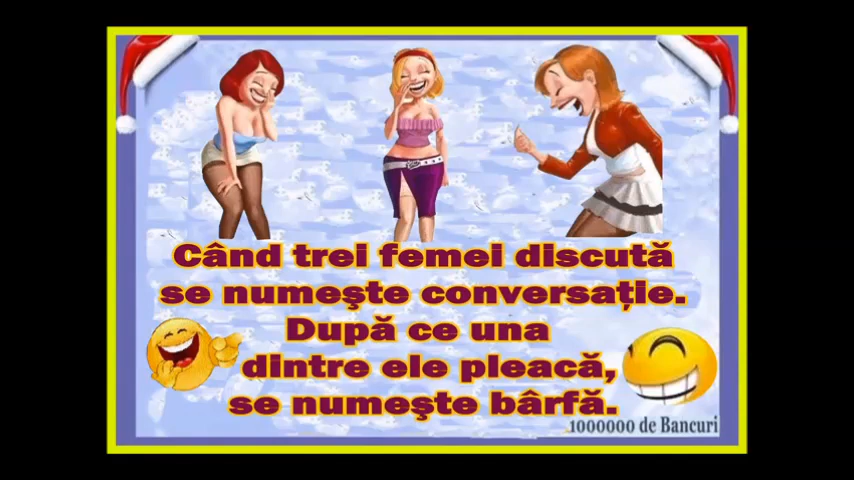 Când trei femei discută
se numeşte conversaţie.
După ce una
dintre ele pleacă,
se numeşte bârfă.
1000000 de Bancuri